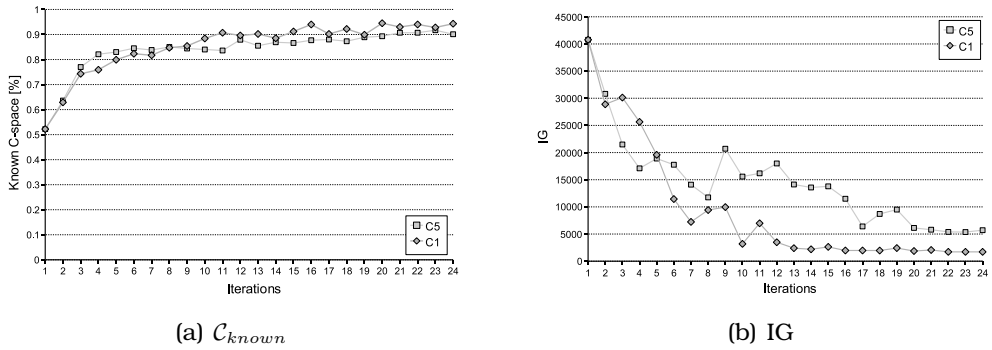 Known C-space [%]
1
0.9
0.8
0.7
0.6
0.5
0.4
0.3
0.2
0.1
0
C5
C1
1 2 3 4 5 6 7 8 9 10 11 12 13 14 15 16 17 18 19 20 21 22 23 24
Iterations
(a) 𝒞known
IG
45000
40000
35000
30000
25000
20000
15000
10000
5000
0
C5
C1
1 2 3 4 5 6 7 8 9 10 11 12 13 14 15 16 17 18 19 20 21 22 23 24
Iterations
(b) IG